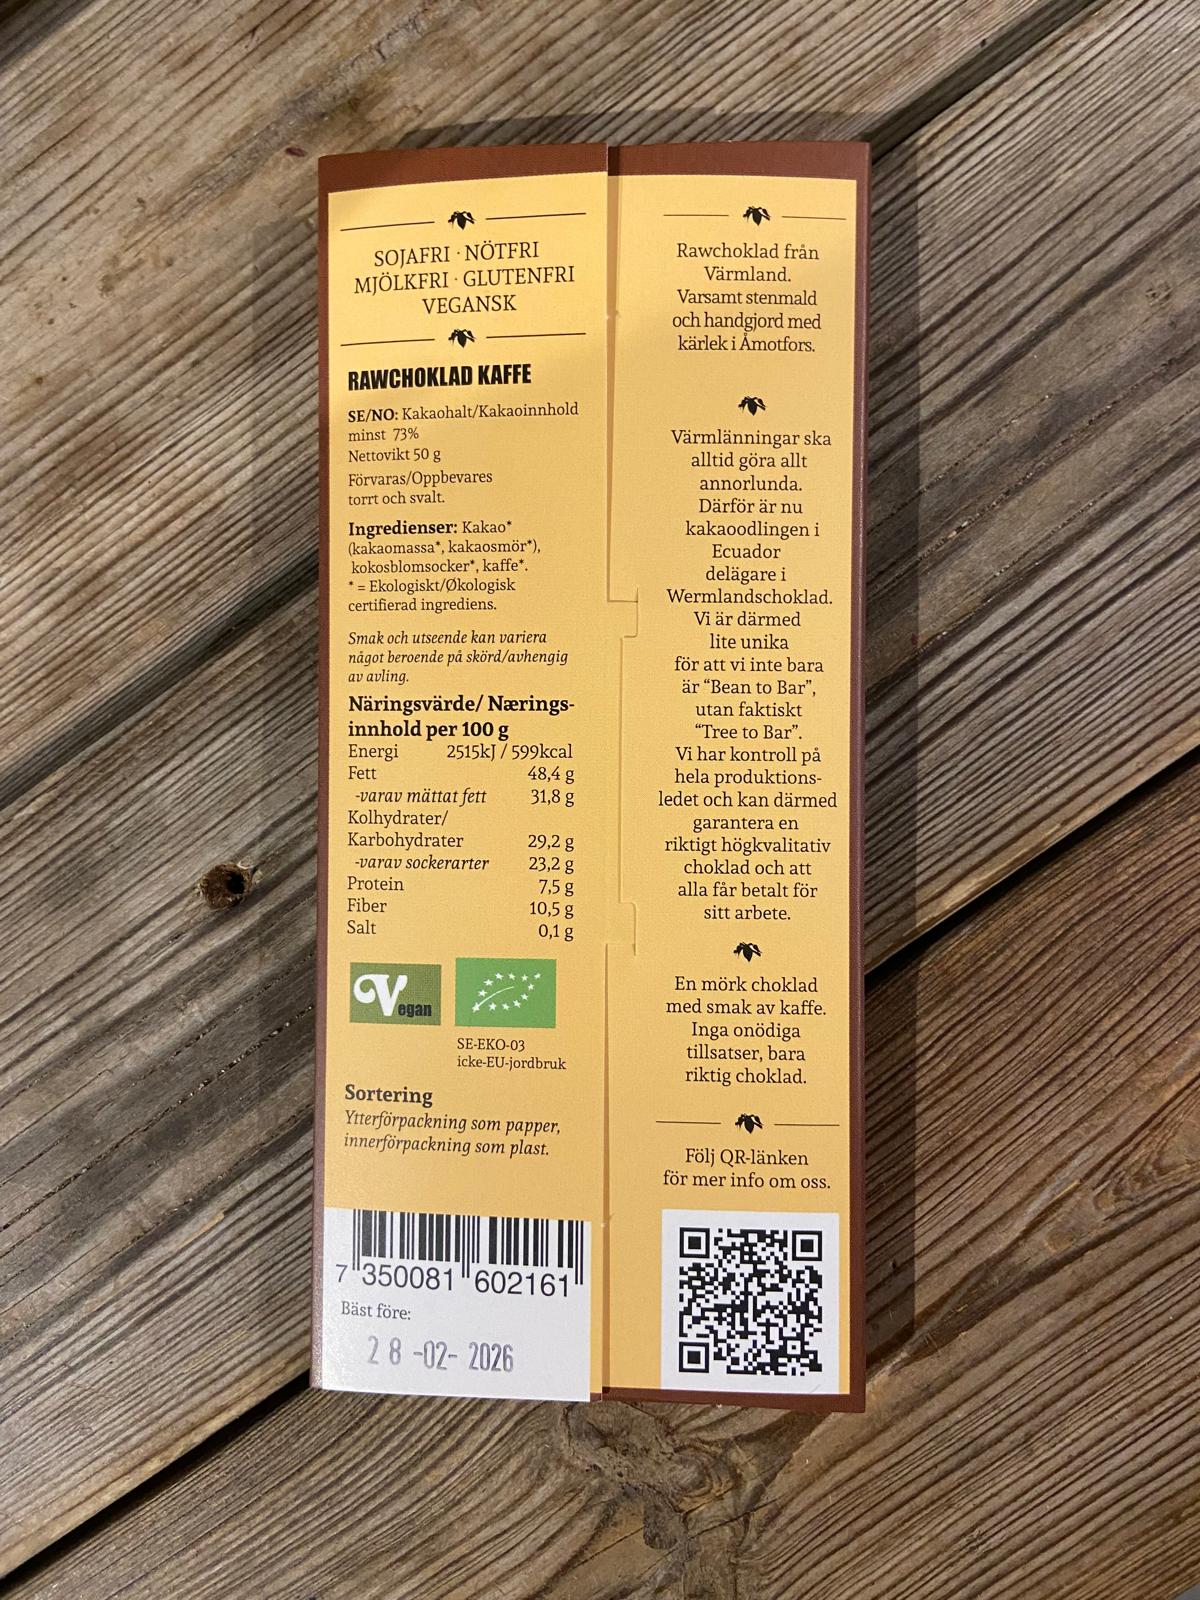 SOJAFRI · NÖTFRI
MJÖLKFRI · GLUTENFRI
VEGANSK
RAWCHOKLAD KAFFE
SE/NO: Kakaohalt/Kakaoinnhold
minst 73%
Nettovikt 50 g
Förvaras/Oppbevares
torrt och svalt.
Ingredienser: Kakao*
(kakaomassa*, kakaosmör*),
kokosblomsocker*, kaffe*.
* = Ekologiskt/Økologisk
certifierad ingrediens.
Smak och utseende kan variera
något beroende på skörd/avhengig
av avling.
Näringsvärde/ Nærings-
innhold per 100 g
Energi 2515kJ / 599kcal
Fett 48,4 g
-varav mättat fett 31,8 g
Kolhydrater/
Karbohydrater 29,2 g
-varav sockerarter 23,2 g
Protein 7,5 g
Fiber 10,5 g
Salt 0,1 g
Vegan
SE-EKO-03
icke-EU-jordbruk
Sortering
Ytterförpackning som papper,
innerförpackning som plast.
7 350081 602161
Bäst före:
28 -02- 2026
Rawchoklad från
Värmland.
Varsamt stenmald
och handgjord med
kärlek i Åmotfors.
Värmlänningar ska
alltid göra allt
annorlunda.
Därför är nu
kakaoodlingen i
Ecuador
delägare i
Wermlandschoklad.
Vi är därmed
lite unika
för att vi inte bara
är “Bean to Bar”,
utan faktiskt
“Tree to Bar”.
Vi har kontroll på
hela produktions-
ledet och kan därmed
garantera en
riktigt högkvalitativ
choklad och att
alla får betalt för
sitt arbete.
En mörk choklad
med smak av kaffe.
Inga onödiga
tillsatser, bara
riktig choklad.
Följ QR-länken
för mer info om oss.